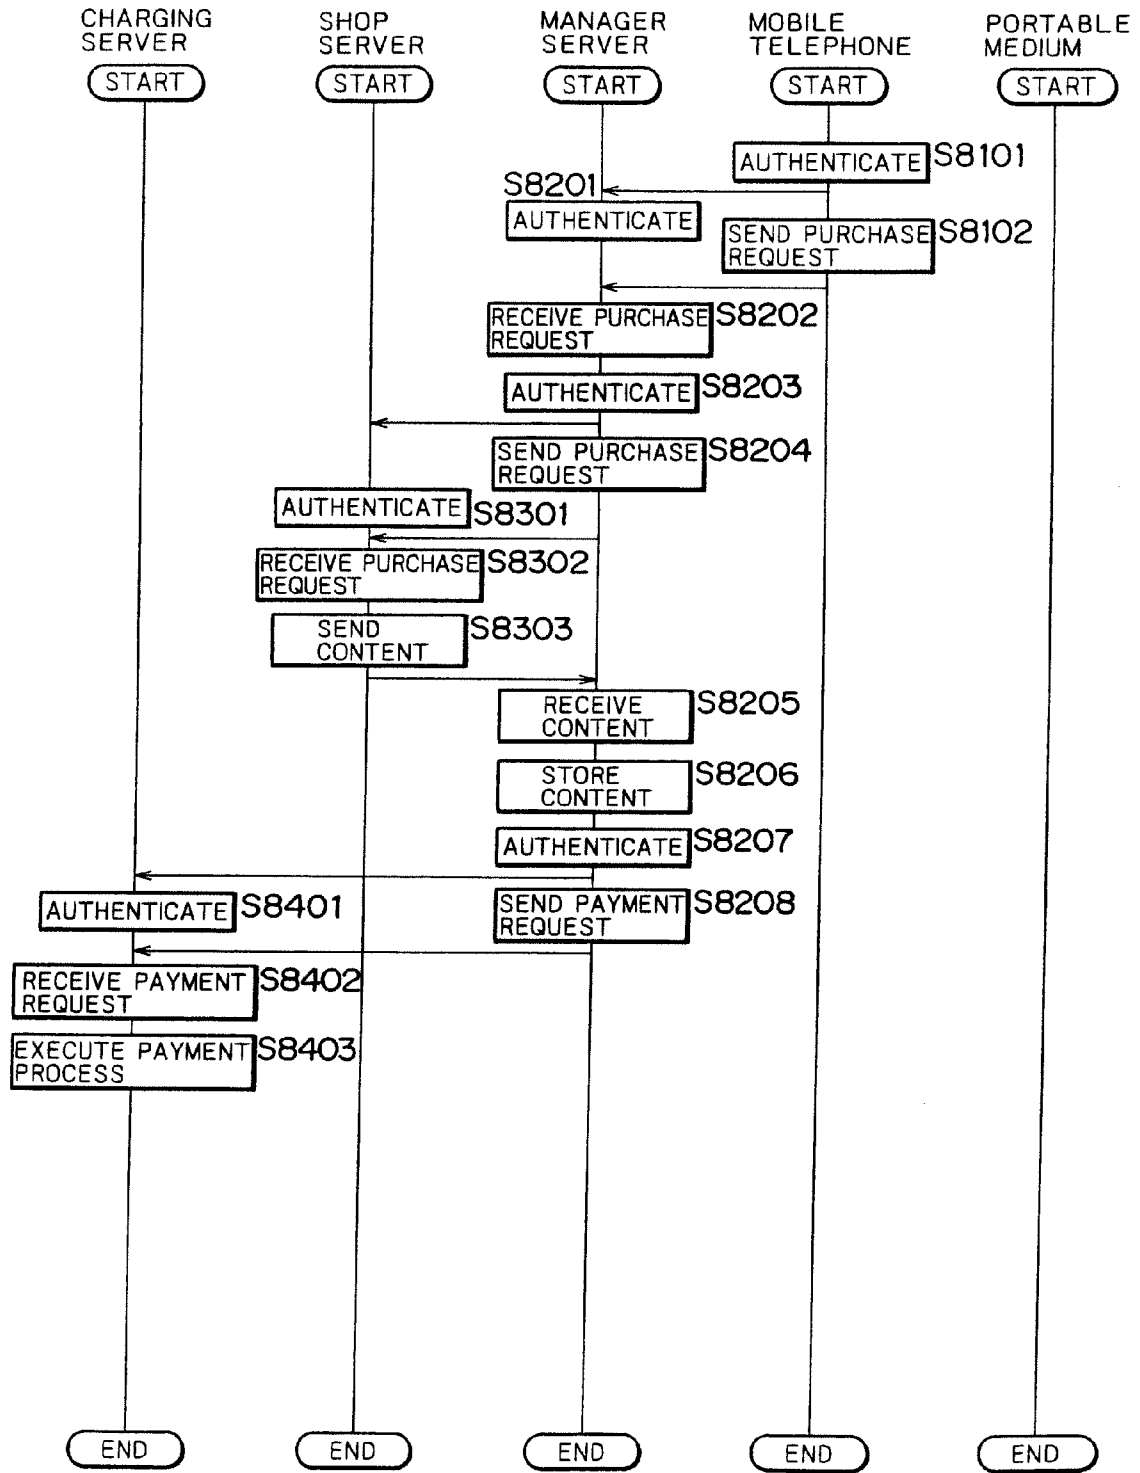 CHARGING
SERVER
SHOP
SERVER
MANAGER
SERVER
MOBILE
TELEPHONE
PORTABLE
MEDIUM
START
START
START
START
START
AUTHENTICATE
S8101
S8201
AUTHENTICATE
SEND PURCHASE
REQUEST
S8102
RECEIVE PURCHASE
REQUEST
S8202
AUTHENTICATE
S8203
SEND PURCHASE
REQUEST
S8204
AUTHENTICATE
S8301
RECEIVE PURCHASE
REQUEST
S8302
SEND
CONTENT
S8303
RECEIVE
CONTENT
S8205
STORE
CONTENT
S8206
AUTHENTICATE
S8207
AUTHENTICATE
S8401
SEND PAYMENT
REQUEST
S8208
RECEIVE PAYMENT
REQUEST
S8402
EXECUTE PAYMENT
PROCESS
S8403
END
END
END
END
END